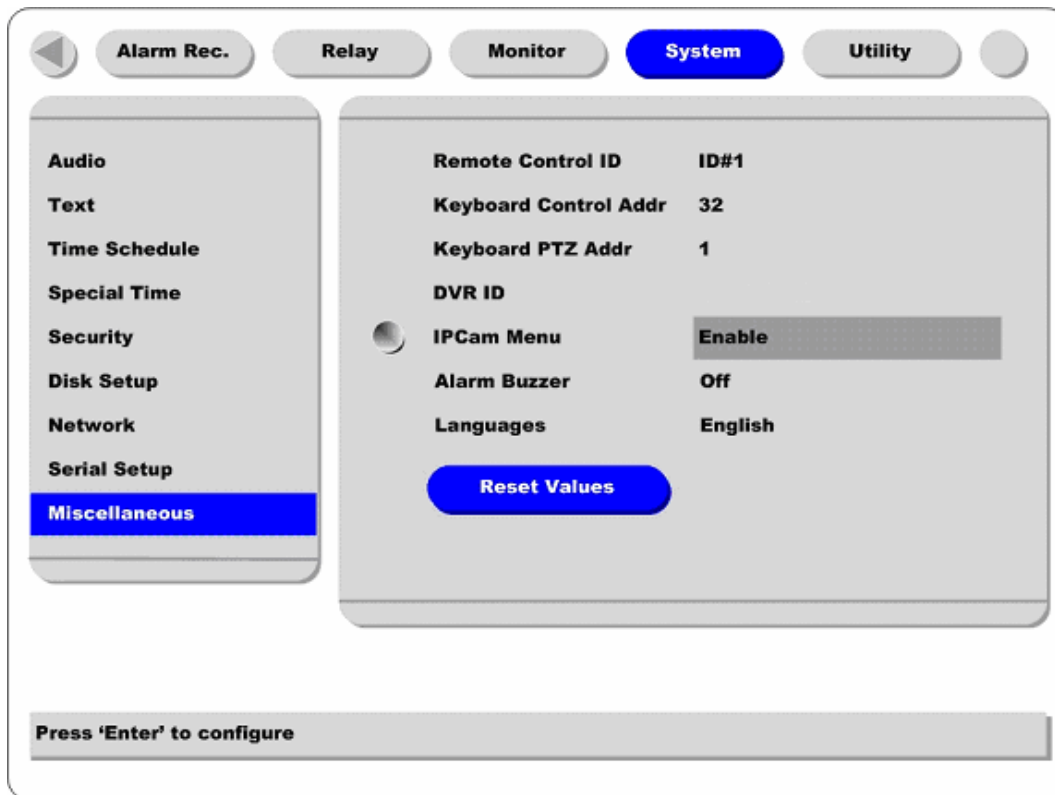 Alarm Rec. Relay Monitor System Utility
Audio
Text
Time Schedule
Special Time
Security
Disk Setup
Network
Serial Setup
Miscellaneous
Remote Control ID ID#1
Keyboard Control Addr 32
Keyboard PTZ Addr 1
DVR ID
IPCam Menu Enable
Alarm Buzzer Off
Languages English
Reset Values
Press ‘Enter’ to configure